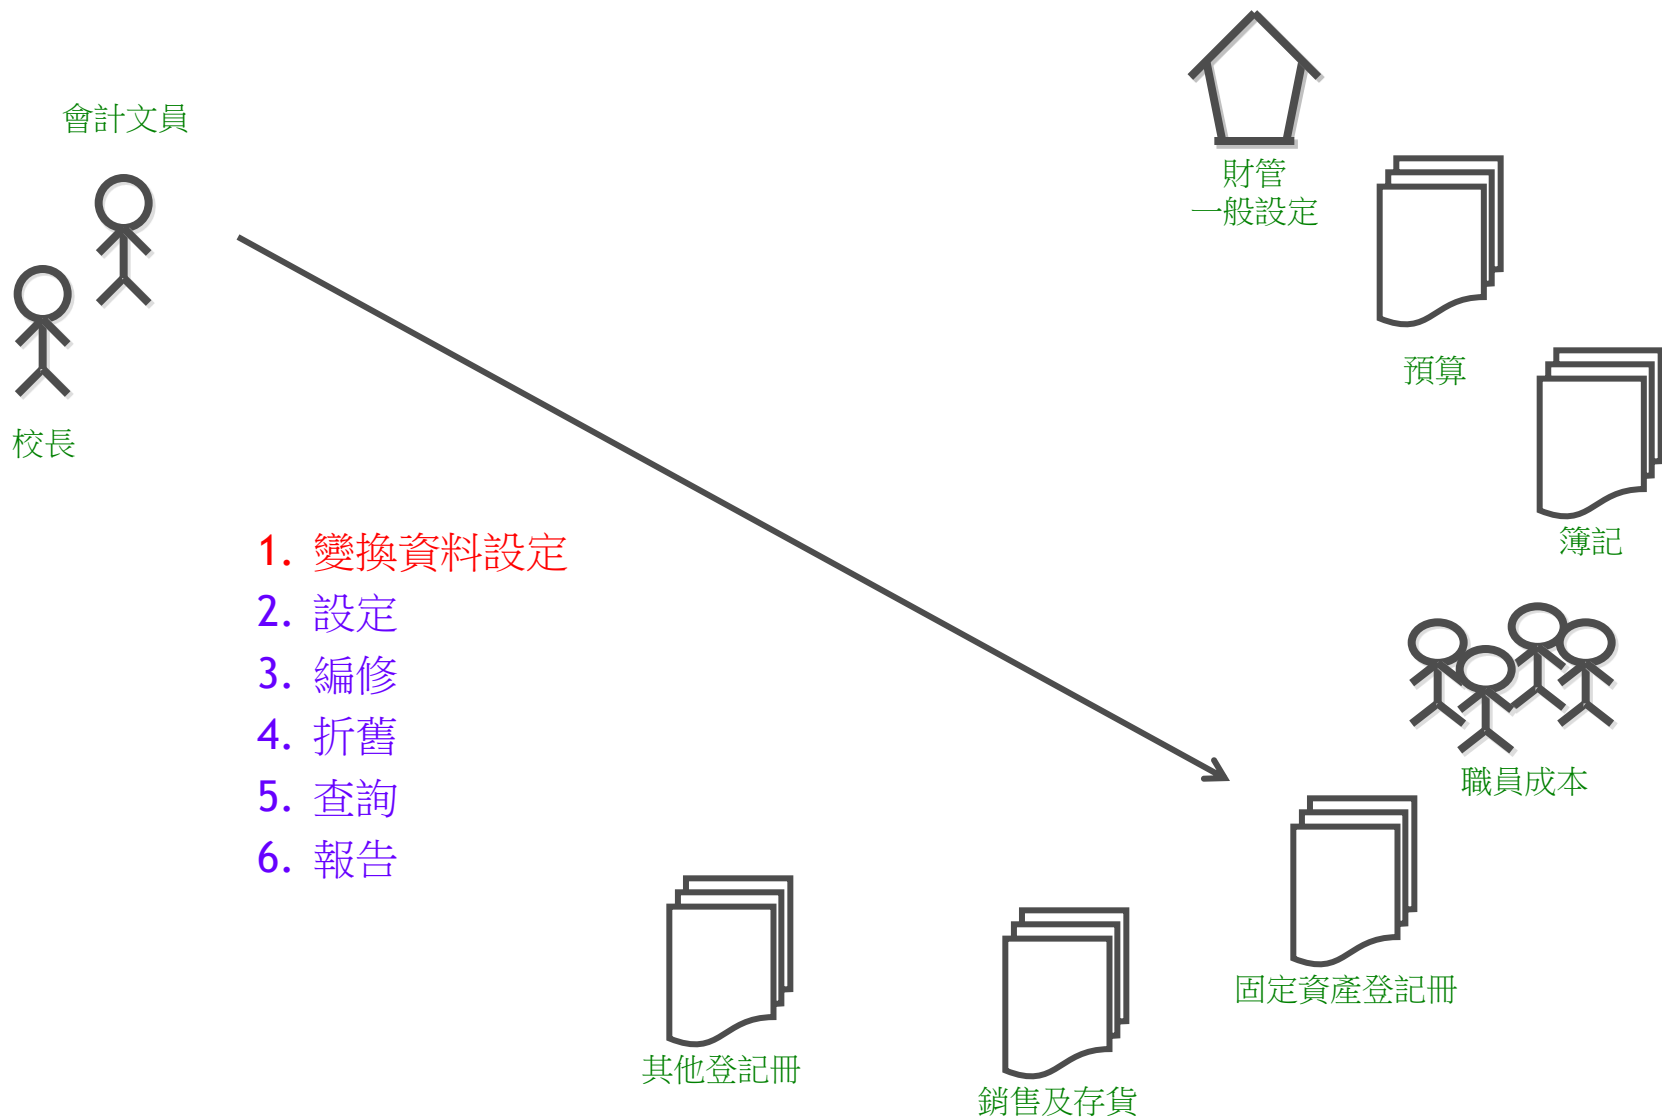 會計文員
校長
財管
一般設定
預算
簿記
職員成本
固定資產登記冊
銷售及存貨
其他登記冊
1. 變換資料設定
2. 設定
3. 編修
4. 折舊
5. 查詢
6. 報告